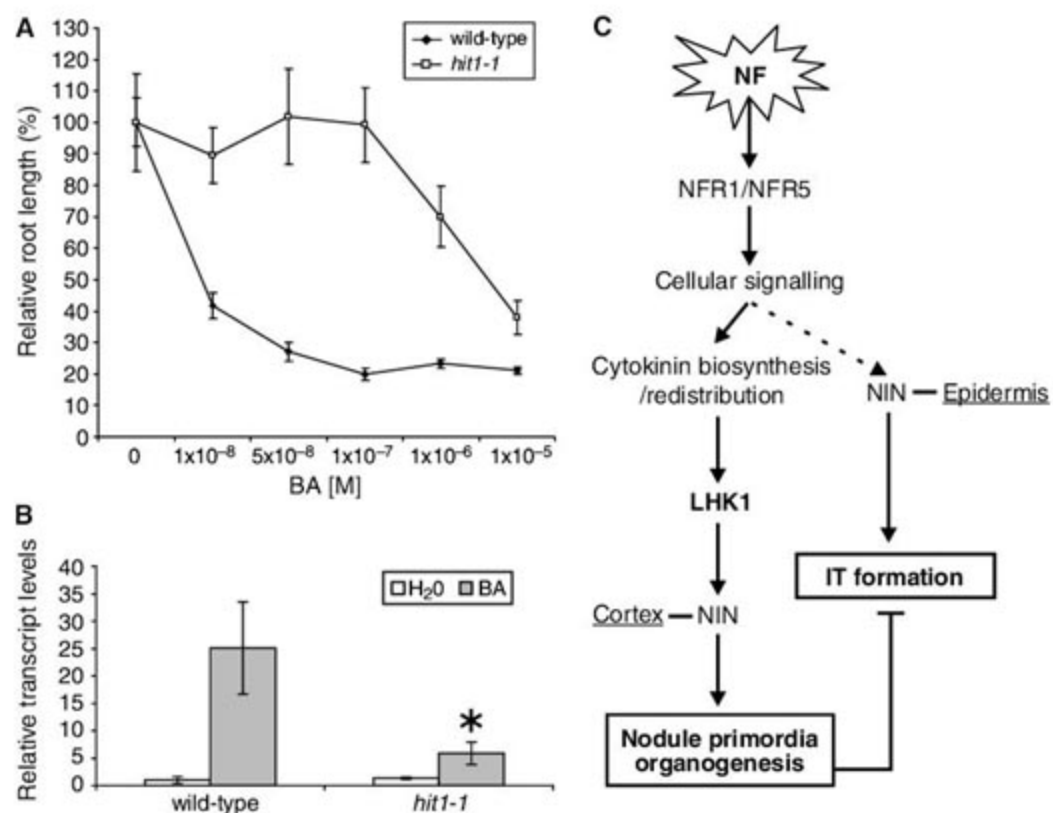 A
130
120
110
100
90
80
70
60
50
40
30
20
10
0
Relative root length (%)
wild-type
hit1-1
0 1x10⁻⁸ 5x10⁻⁸ 1x10⁻⁷ 1x10⁻⁶ 1x10⁻⁵
BA [M]
B
40
35
30
25
20
15
10
5
0
Relative transcript levels
H₂0 BA
*
wild-type hit1-1
C
NF
NFR1/NFR5
Cellular signalling
Cytokinin biosynthesis
/redistribution
NIN – Epidermis
LHK1
IT formation
Cortex – NIN
Nodule primordia
organogenesis